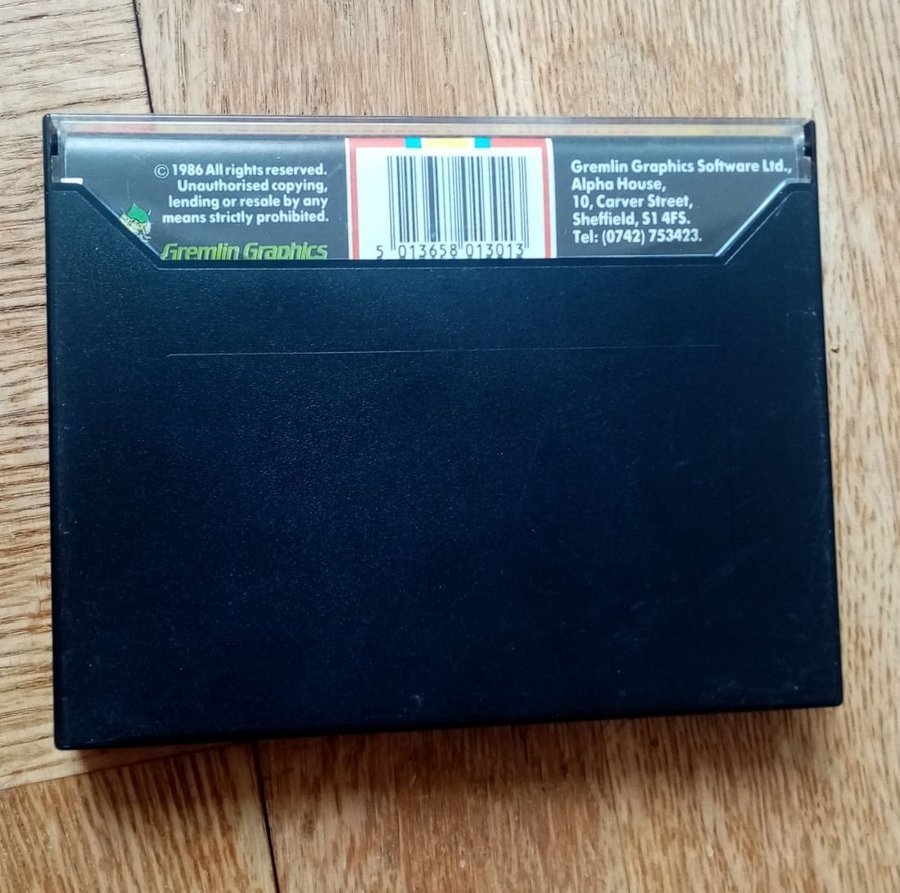 © 1986 All rights reserved.
Unauthorised copying,
lending or resale by any
means strictly prohibited.
Gremlin Graphics
5 013658 013013
Gremlin Graphics Software Ltd.,
Alpha House,
10, Carver Street,
Sheffield, S1 4FS.
Tel: (0742) 753423.